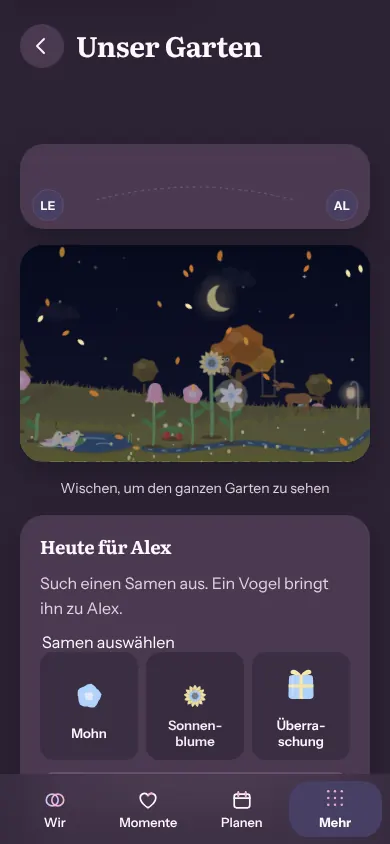 Unser Garten
LE
AL
Wischen, um den ganzen Garten zu sehen
Heute für Alex
Such einen Samen aus. Ein Vogel bringt
ihn zu Alex.
Samen auswählen
Mohn
Sonnen-
blume
Überra-
schung
Wir
Momente
Planen
Mehr